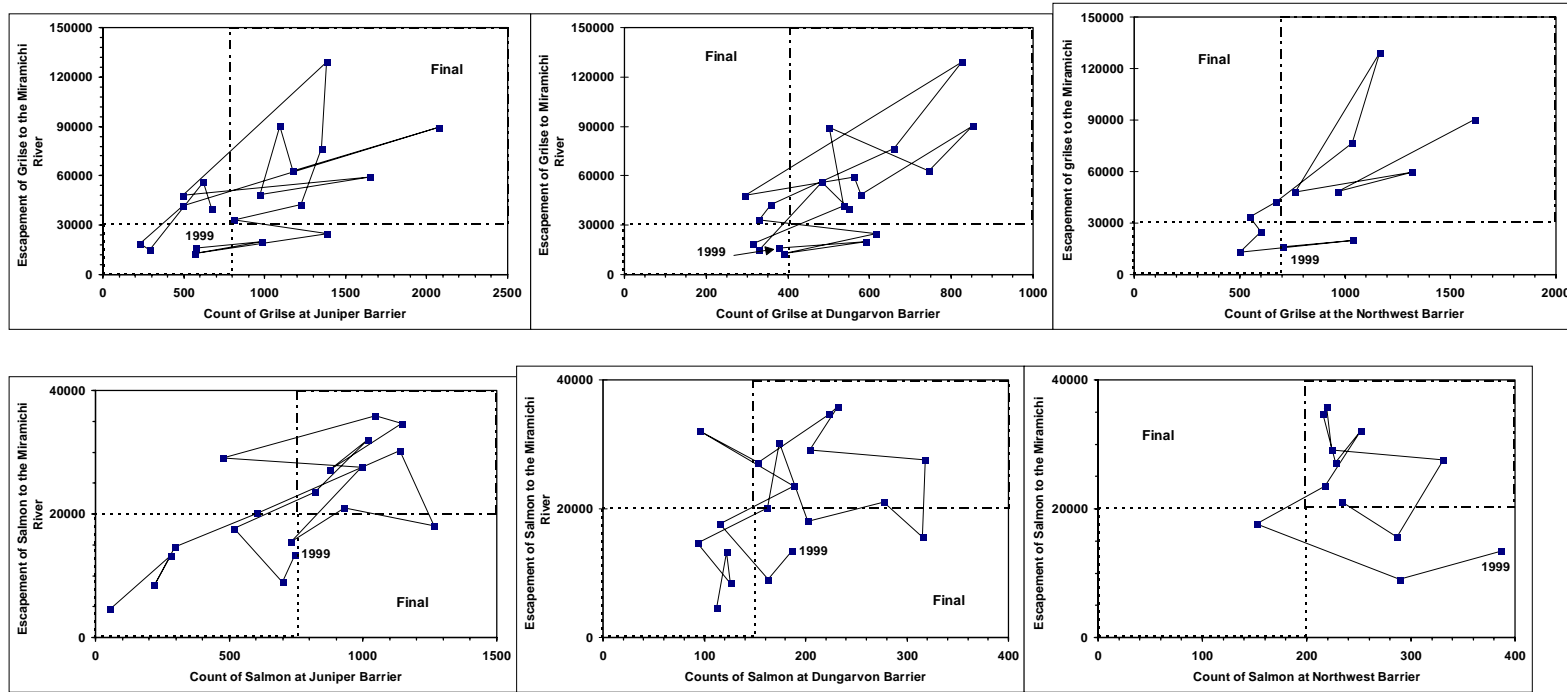 Escapement of Grilse to the Miramichi
River
150000
120000
90000
60000
30000
0
Final
1999
0 500 1000 1500 2000 2500
Count of Grilse at Juniper Barrier
Escapement of Grilse to Miramichi
River
150000
120000
90000
60000
30000
0
Final
1999
0 200 400 600 800 1000
Count of Grilse at Dungarvon Barrier
Escapement of grilse to Miramichi
150000
120000
90000
60000
30000
0
Final
1999
0 500 1000 1500 2000
Count of Grilse at the Northwest Barrier
Escapement of Salmon to the Miramichi
River
40000
30000
20000
10000
0
1999
Final
0 500 1000 1500
Count of Salmon at Juniper Barrier
Escapement of Salmon to Miramichi
River
40000
20000
0
1999
Final
0 100 200 300 400
Counts of Salmon at Dungarvon Barrier
Escapement of Salmon to the Miramichi
40000
20000
0
Final
1999
0 100 200 300 400
Count of Salmon at Northwest Barrier